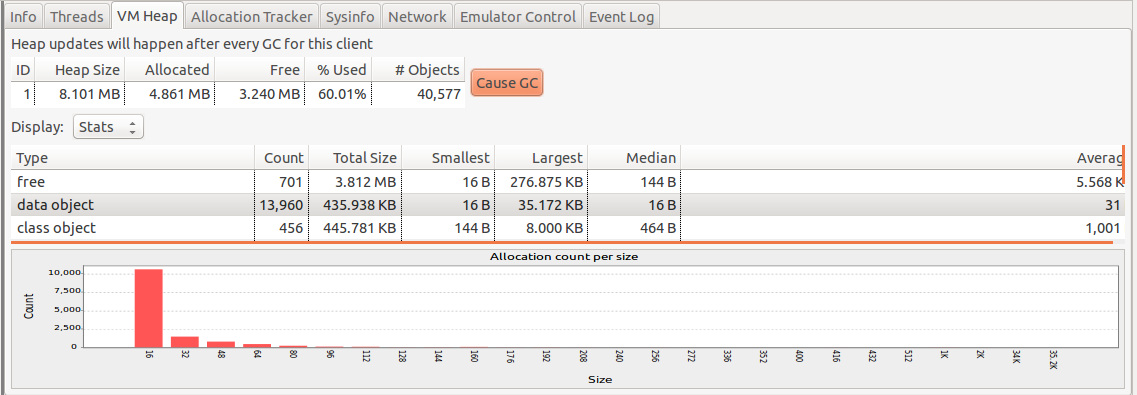 Info Threads VM Heap Allocation Tracker Sysinfo Network Emulator Control Event Log
Heap updates will happen after every GC for this client
ID Heap Size Allocated Free % Used # Objects
1 8.101 MB 4.861 MB 3.240 MB 60.01% 40,577
Cause GC
Display: Stats
Type Count Total Size Smallest Largest Median Averag
free 701 3.812 MB 16 B 276.875 KB 144 B 5.568 K
data object 13,960 435.938 KB 16 B 35.172 KB 16 B 31
class object 456 445.781 KB 144 B 8.000 KB 464 B 1,001
Allocation count per size
Count
10,000
7,500
5,000
2,500
0
16 32 48 64 80 96 112 128 144 160 176 192 208 240 256 272 336 352 400 416 432 512 1K 2K 34K 35.2K
Size